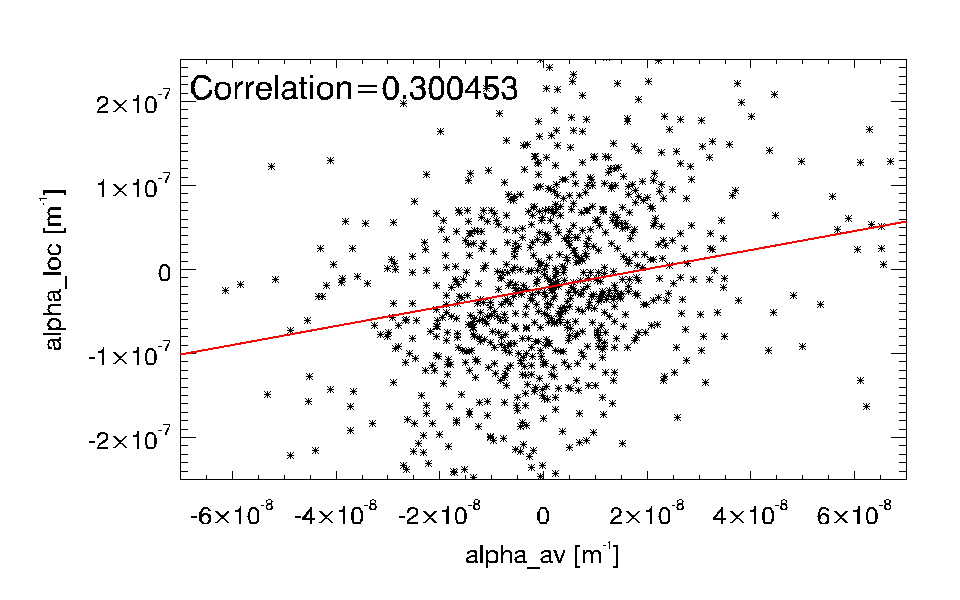 Correlation=0.300453
2×10⁻⁷
1×10⁻⁷
0
-1×10⁻⁷
-2×10⁻⁷
alpha_loc [m⁻¹]
-6×10⁻⁸ -4×10⁻⁸ -2×10⁻⁸ 0 2×10⁻⁸ 4×10⁻⁸ 6×10⁻⁸
alpha_av [m⁻¹]